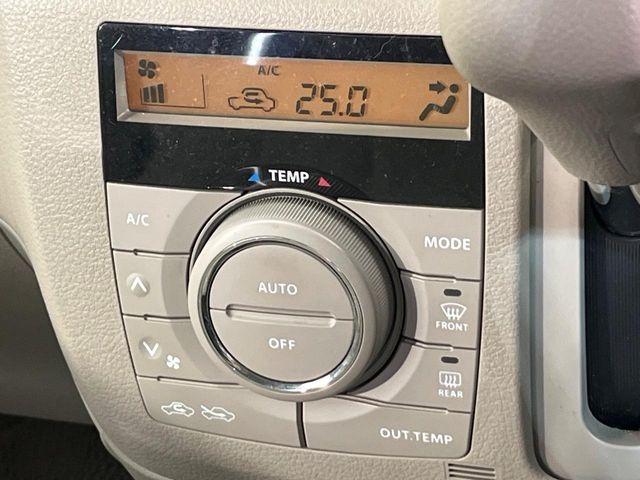 A/C
25.0
TEMP
A/C
MODE
AUTO
OFF
FRONT
REAR
OUT.TEMP